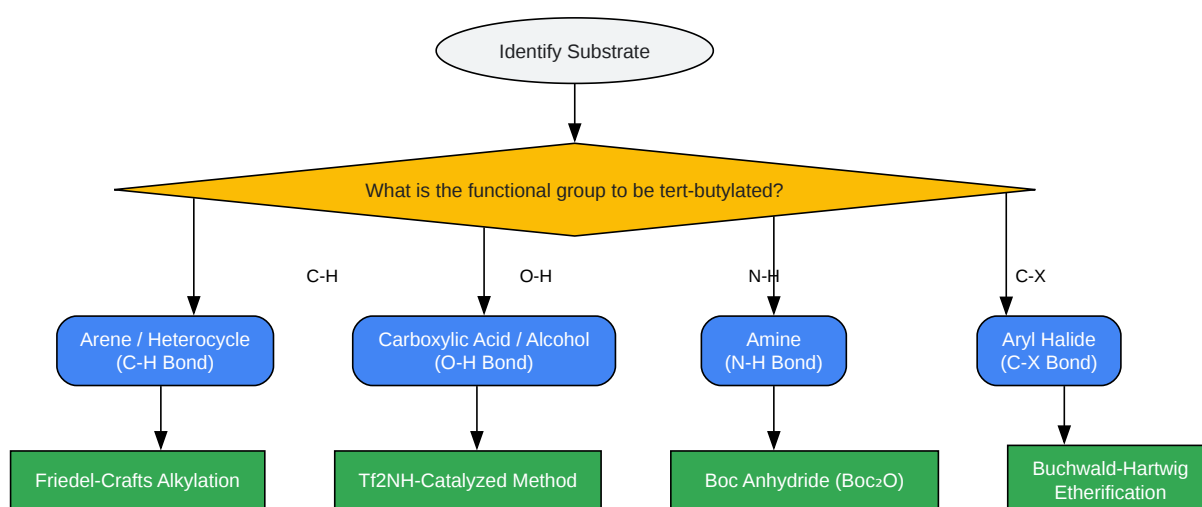 Identify Substrate
What is the functional group to be tert-butylated?
C-H
O-H
N-H
C-X
Arene / Heterocycle
(C-H Bond)
Carboxylic Acid / Alcohol
(O-H Bond)
Amine
(N-H Bond)
Aryl Halide
(C-X Bond)
Friedel-Crafts Alkylation
Tf2NH-Catalyzed Method
Boc Anhydride (Boc₂O)
Buchwald-Hartwig
Etherification